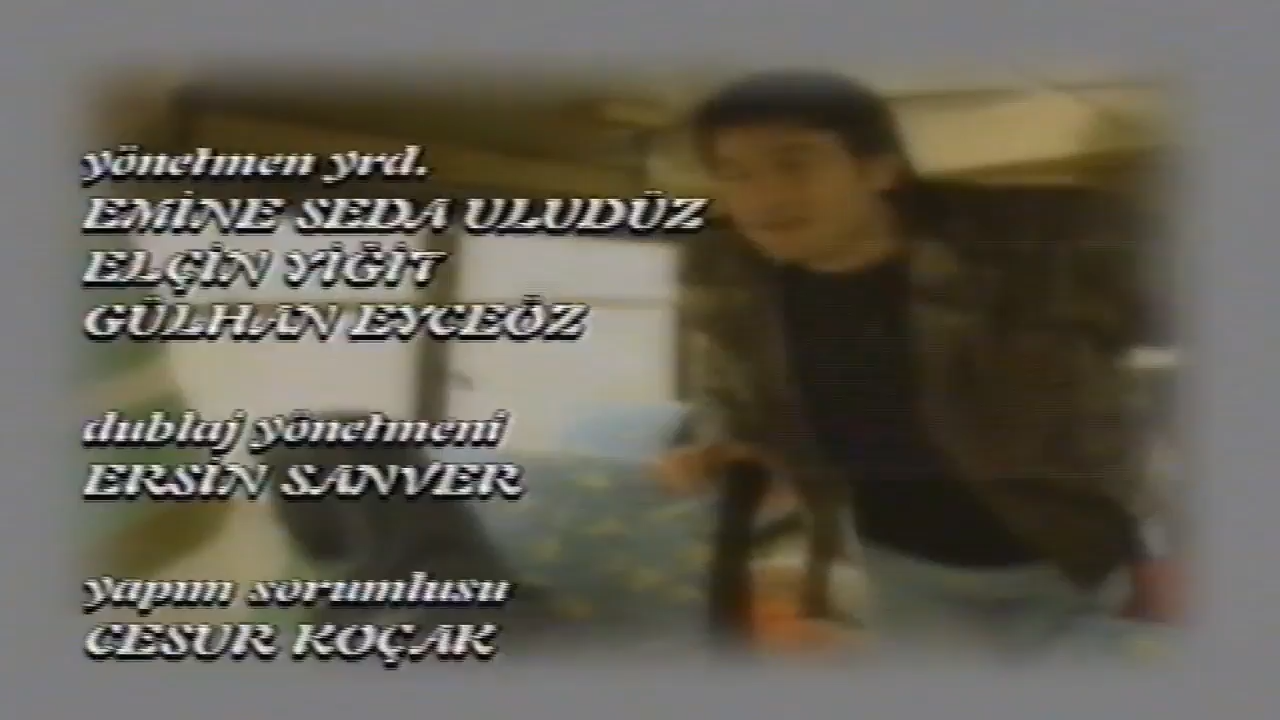 yönetmen yrd.
EMİNE SEDA ULUDÜZ
ELÇİN YİĞİT
GÜLHAN EYCEÖZ
dublaj yönetmeni
ERSİN SANVER
yapım sorumlusu
CESUR KOÇAK